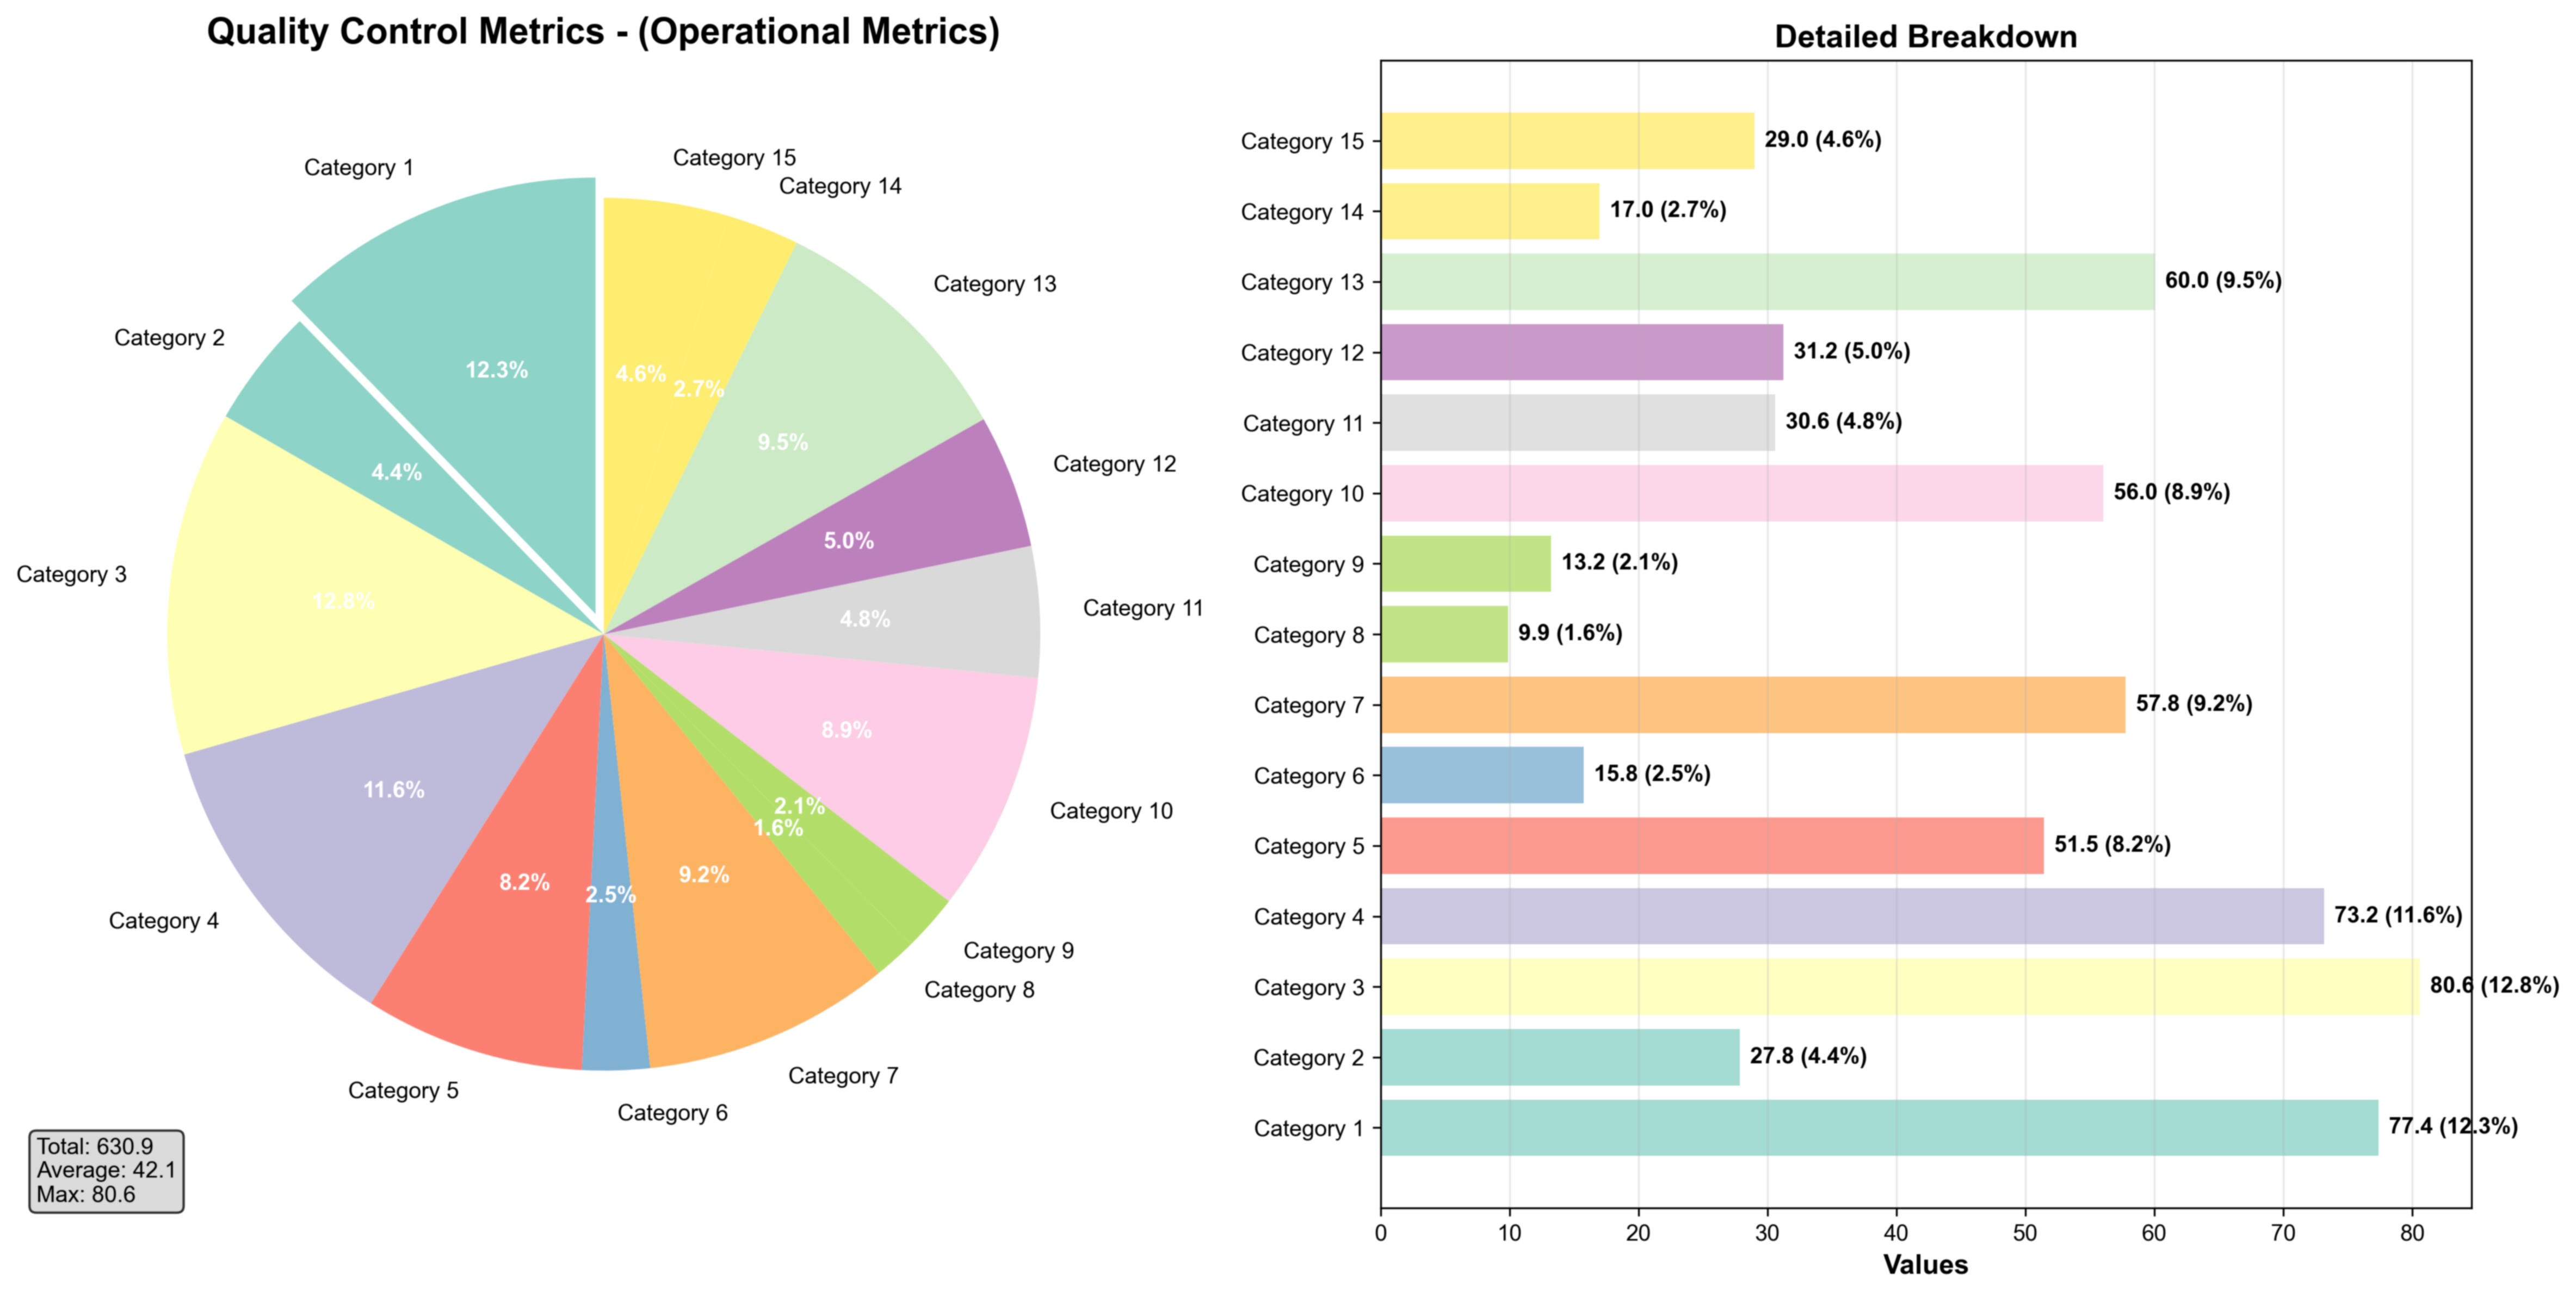 Quality Control Metrics - (Operational Metrics)
Category 1
Category 2
Category 3
Category 4
Category 5
Category 6
Category 7
Category 8
Category 9
Category 10
Category 11
Category 12
Category 13
Category 14
Category 15
12.3%
4.4%
12.8%
11.6%
8.2%
2.5%
9.2%
1.6%
2.1%
8.9%
4.8%
5.0%
9.5%
2.7%
4.6%
Total: 630.9
Average: 42.1
Max: 80.6
Detailed Breakdown
Category 15 29.0 (4.6%)
Category 14 17.0 (2.7%)
Category 13 60.0 (9.5%)
Category 12 31.2 (5.0%)
Category 11 30.6 (4.8%)
Category 10 56.0 (8.9%)
Category 9 13.2 (2.1%)
Category 8 9.9 (1.6%)
Category 7 57.8 (9.2%)
Category 6 15.8 (2.5%)
Category 5 51.5 (8.2%)
Category 4 73.2 (11.6%)
Category 3 80.6 (12.8%)
Category 2 27.8 (4.4%)
Category 1 77.4 (12.3%)
0 10 20 30 40 50 60 70 80
Values